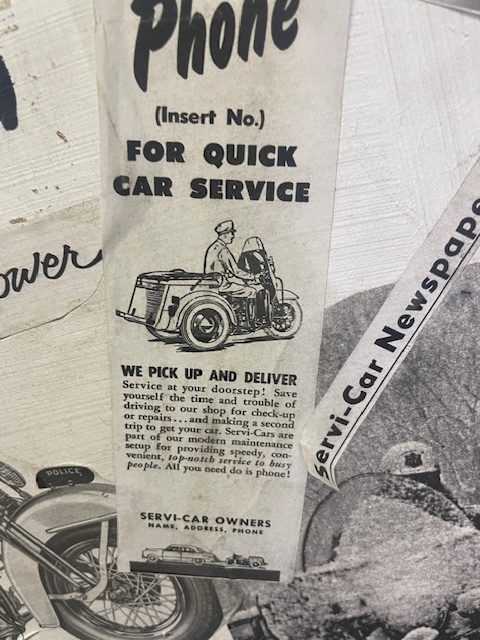 Phone
(Insert No.)
FOR QUICK
CAR SERVICE
WE PICK UP AND DELIVER
Service at your doorstep! Save
yourself the time and trouble of
driving to our shop for check-up
or repairs...and making a second
trip to get your car. Servi-Cars are
part of our modern maintenance
setup for providing speedy, con-
venient, top-notch service to busy
people. All you need do is phone!
SERVI-CAR OWNERS
NAME, ADDRESS, PHONE
ower
Servi-Car Newspape
POLICE